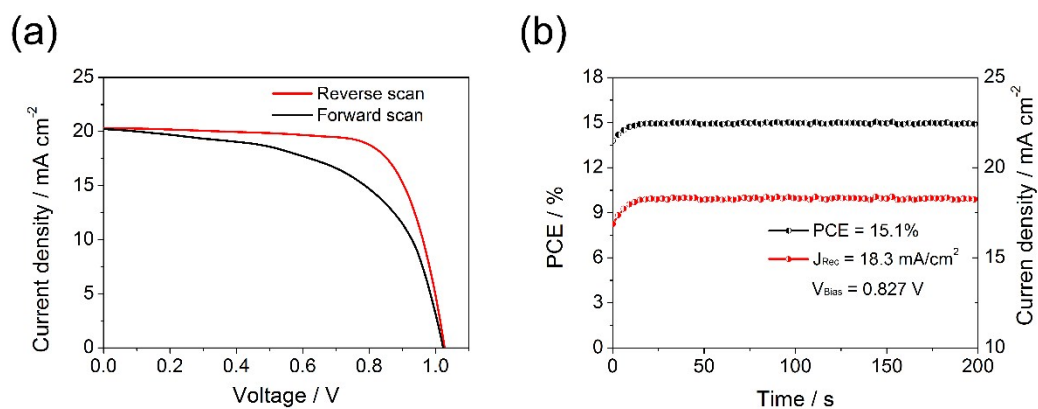 (a)
25
20
15
10
5
0
Current density / mA cm-2
Reverse scan
Forward scan
0.0 0.2 0.4 0.6 0.8 1.0
Voltage / V
(b)
18
15
12
9
6
3
0
PCE / %
PCE = 15.1%
JRec = 18.3 mA/cm2
VBias = 0.827 V
25
20
15
10
Curren density / mA cm-2
0 50 100 150 200
Time / s